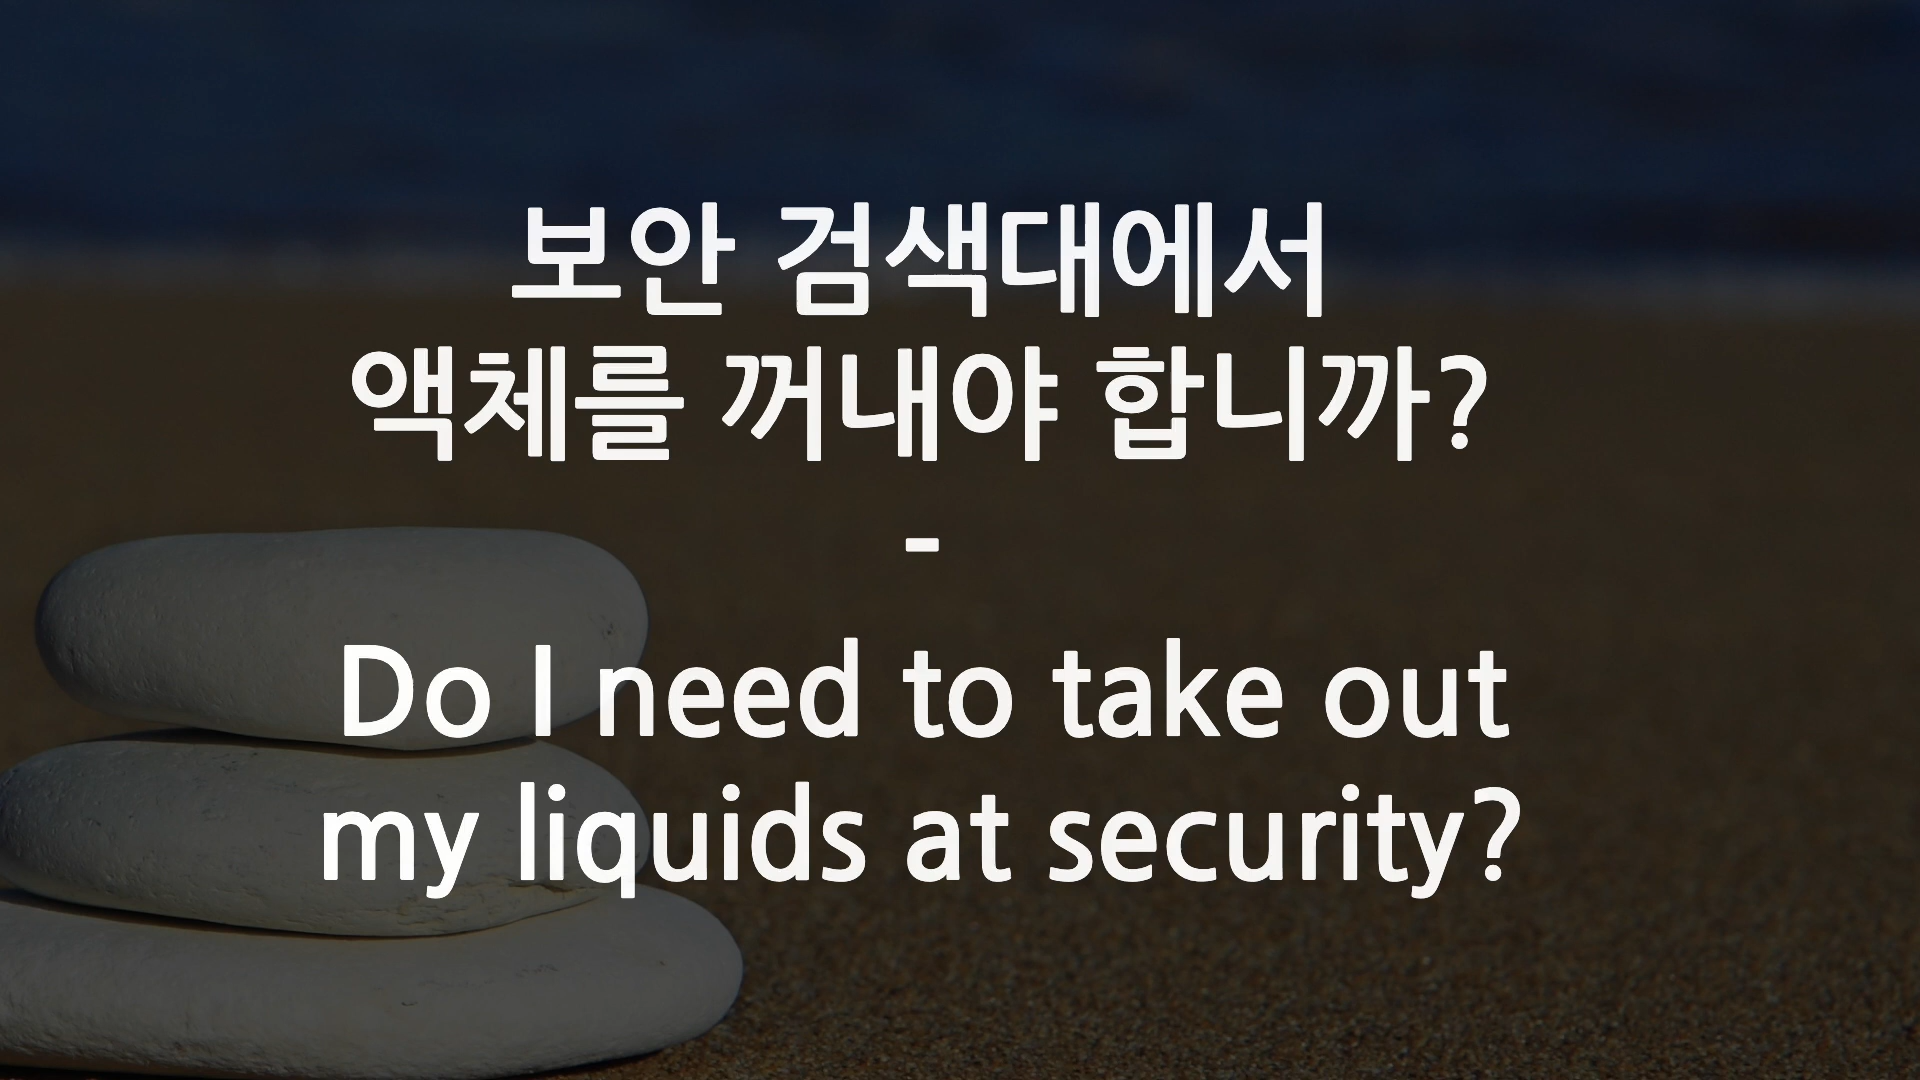 보안 검색대에서
액체를 꺼내야 합니까?
-
Do I need to take out
my liquids at security?